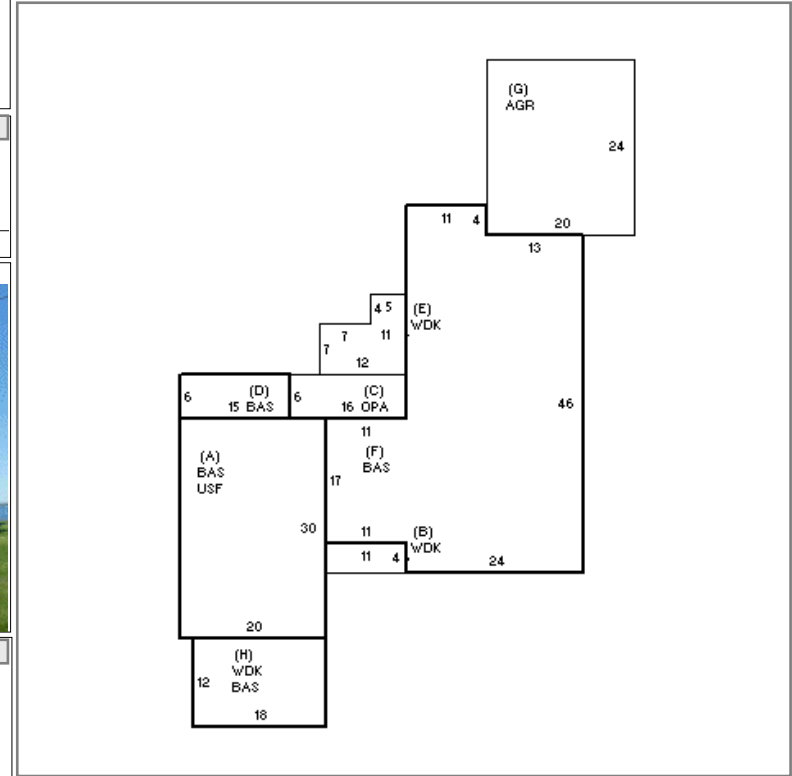 (G)
AGR
24
20
11 4
13
4 5
(E)
WDK
7 11
7
12
46
6
(D)
15 BAS
6
(C)
16 OPA
11
(A)
BAS
USF
(F)
BAS
17
30
11
(B)
WDK
11 4
24
20
(H)
WDK
BAS
12
18